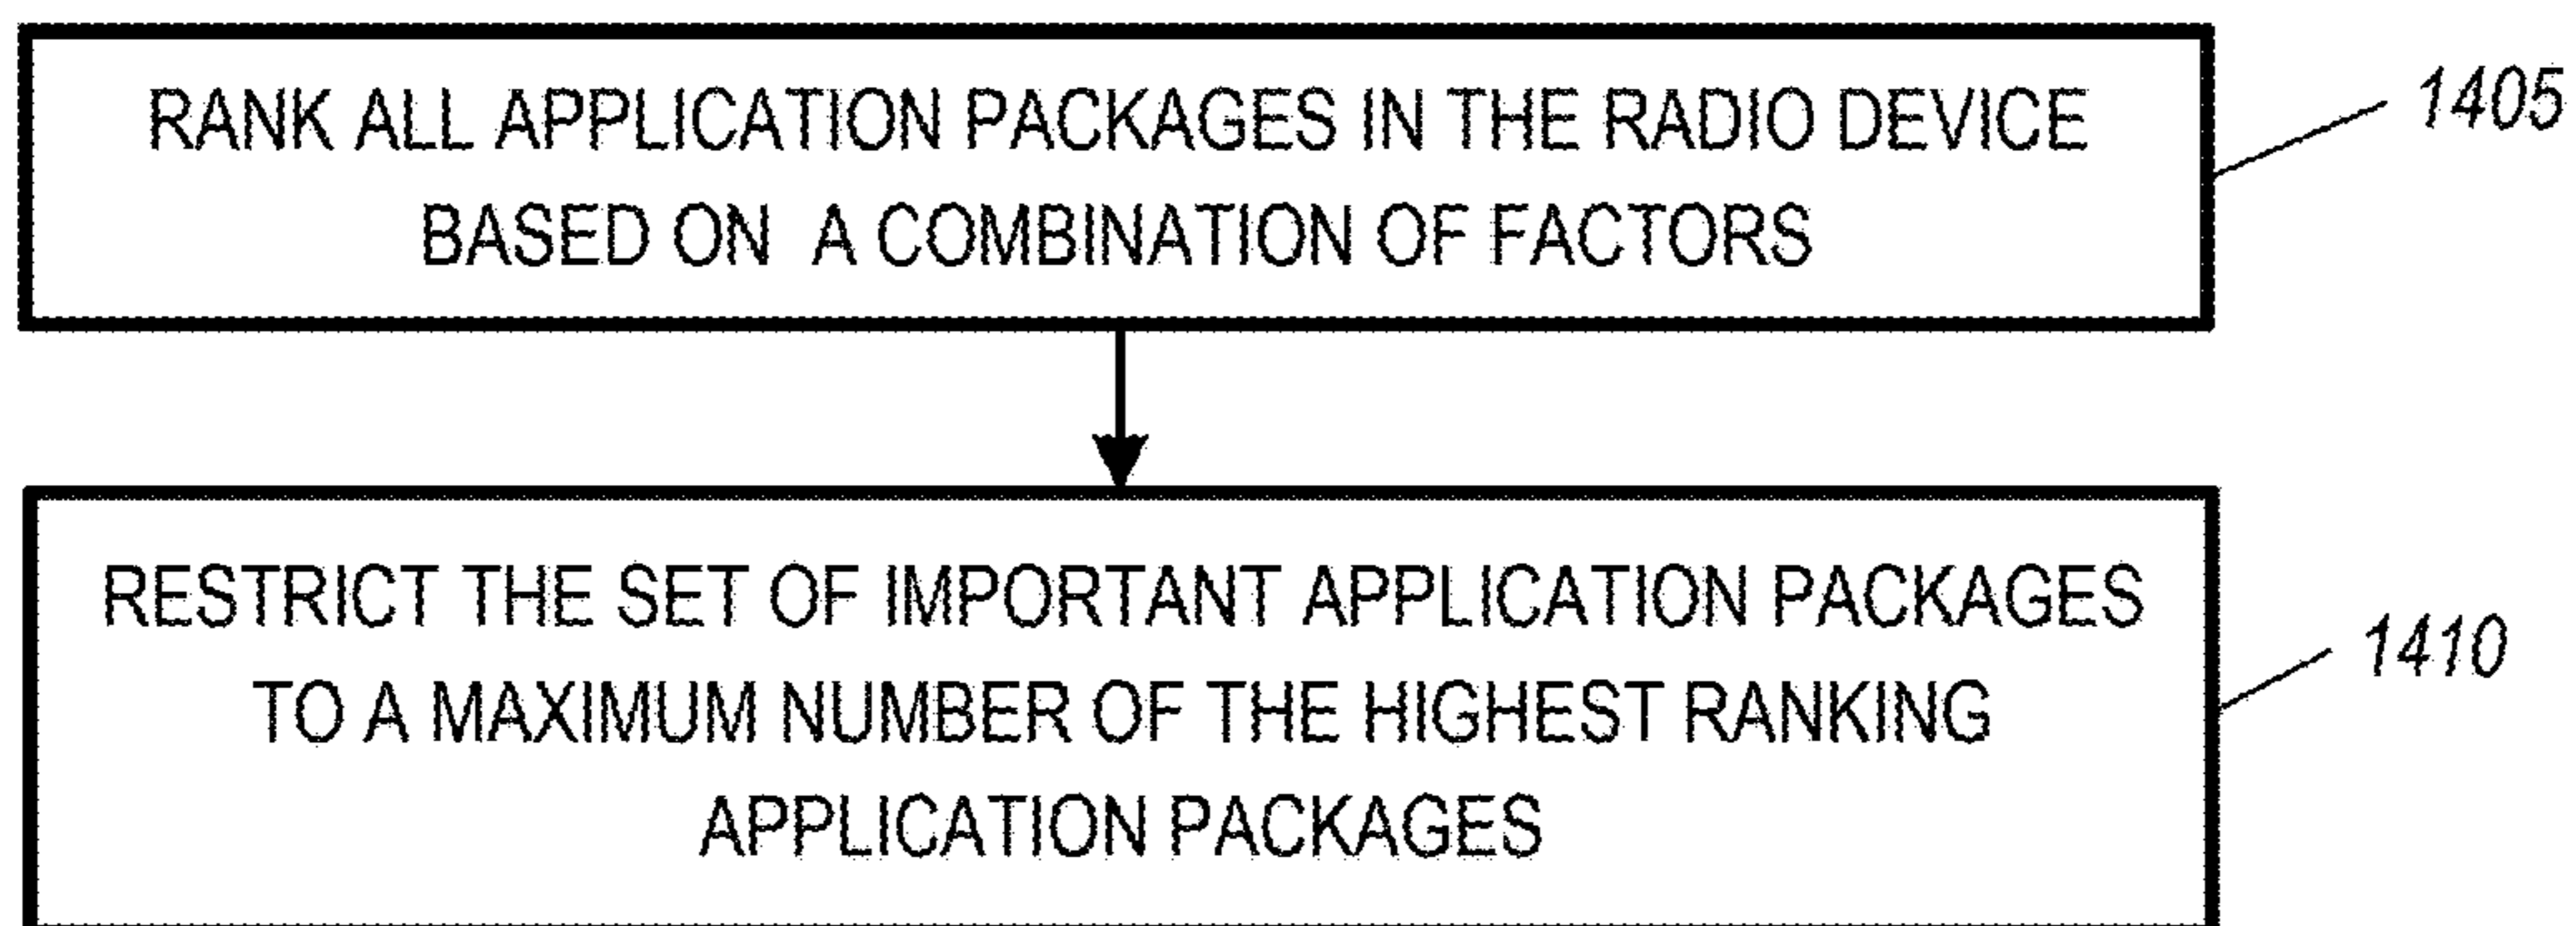 RANK ALL APPLICATION PACKAGES IN THE RADIO DEVICE
BASED ON A COMBINATION OF FACTORS
1405
RESTRICT THE SET OF IMPORTANT APPLICATION PACKAGES
TO A MAXIMUM NUMBER OF THE HIGHEST RANKING
APPLICATION PACKAGES
1410